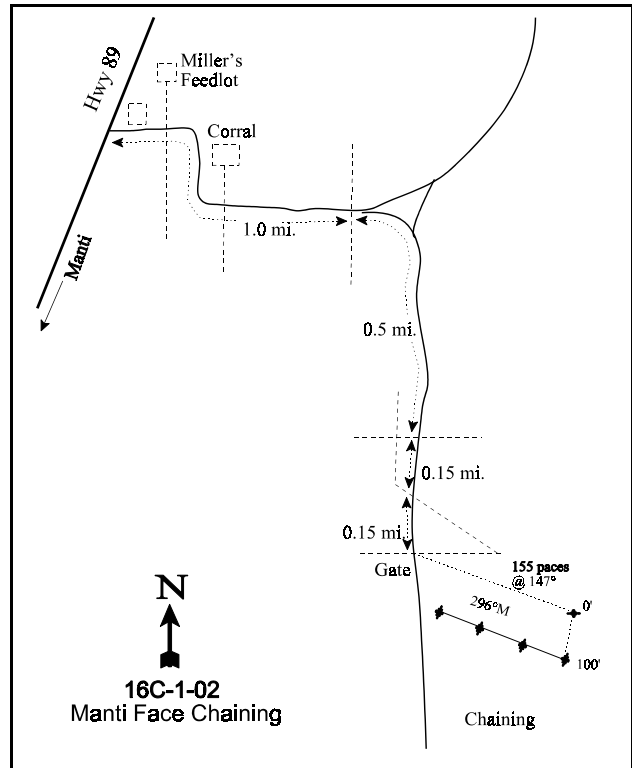 Hwy 89
Miller's
Feedlot
Corral
1.0 mi.
Manti
0.5 mi.
0.15 mi.
0.15 mi.
Gate
155 paces
@ 147°
296°M
0'
100'
N
16C-1-02
Manti Face Chaining
Chaining